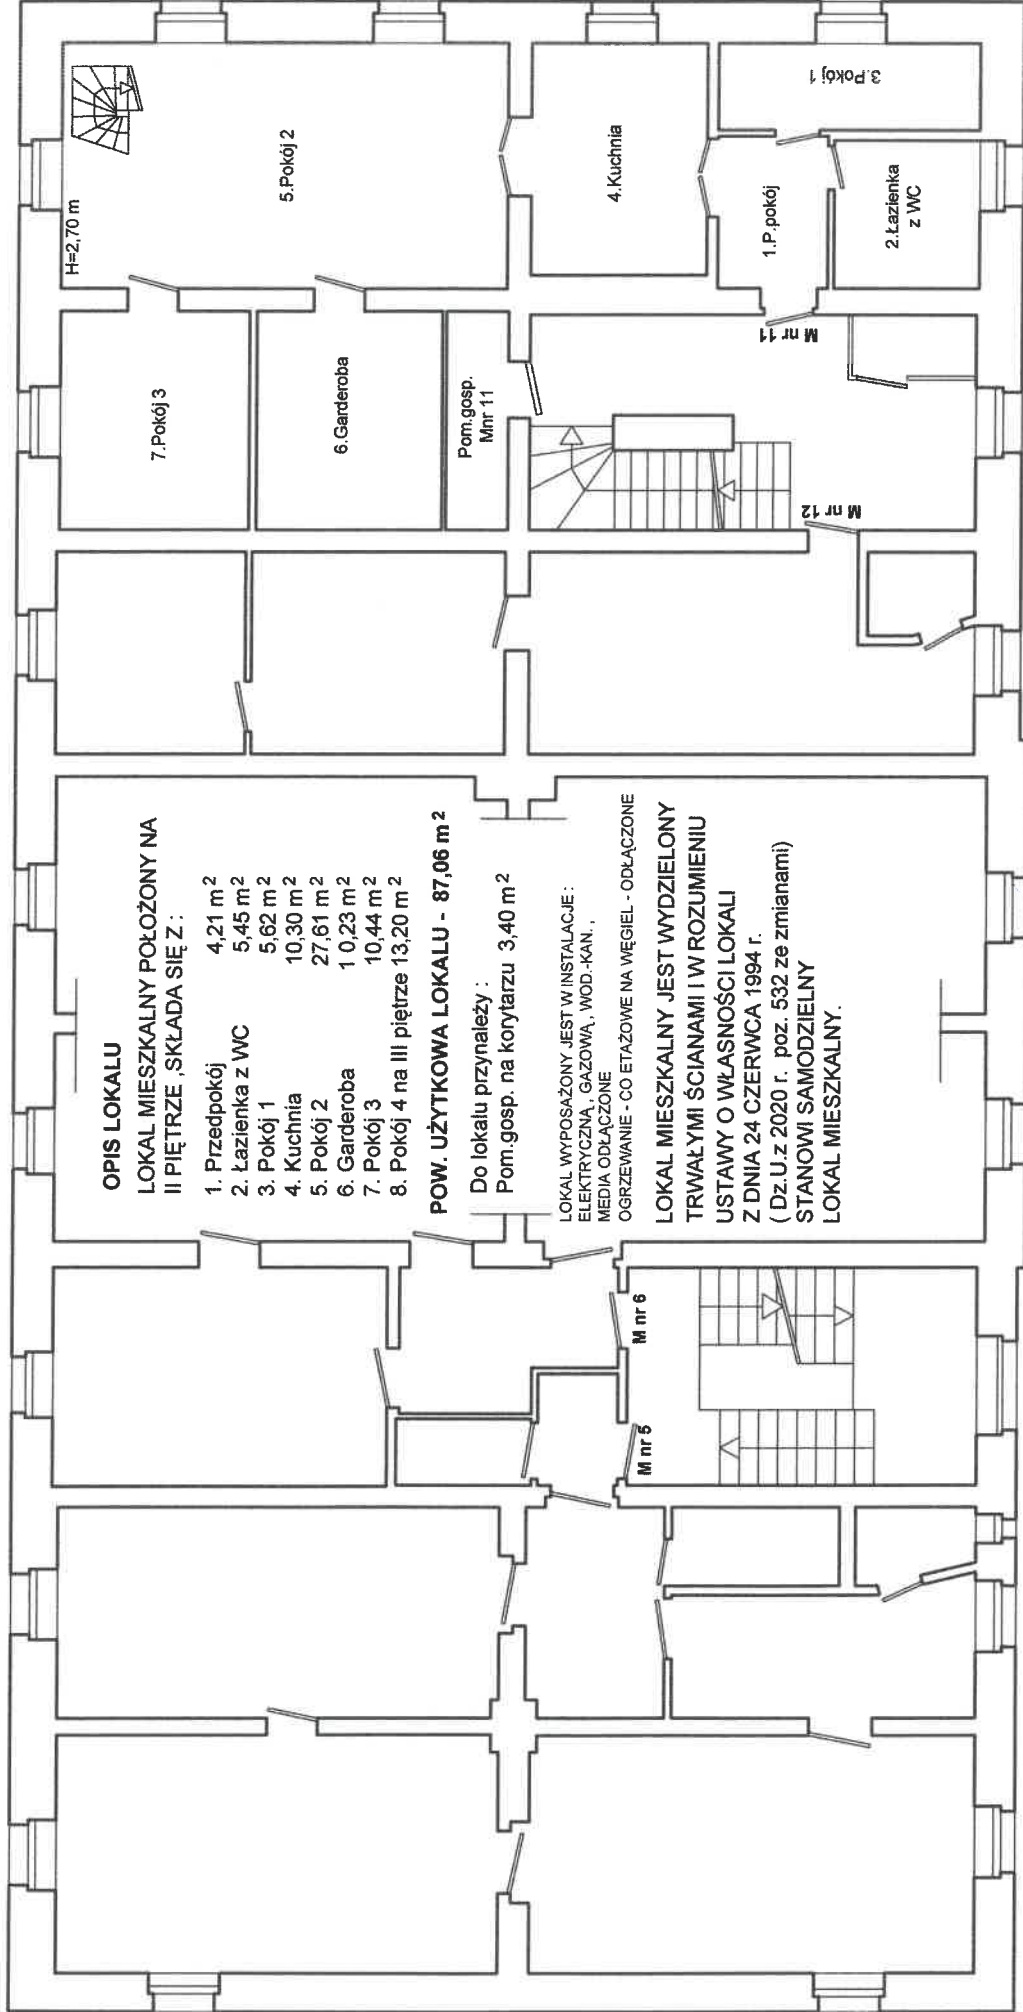 OPIS LOKALU
LOKAL MIESZKALNY POŁOŻONY NA
II PIĘTRZE ,SKŁADA SIĘ Z :
1. Przedpokój 4,21 m²
2. Łazienka z WC 5,45 m²
3. Pokój 1 5,62 m²
4. Kuchnia 10,30 m²
5. Pokój 2 27,61 m²
6. Garderoba 1 0,23 m²
7. Pokój 3 10,44 m²
8. Pokój 4 na III piętrze 13,20 m²
POW. UŻYTKOWA LOKALU - 87,06 m²
Do lokalu przynależy :
Pom.gosp. na korytarzu 3,40 m²
LOKAL WYPOSAŻONY JEST W INSTALACJE :
ELEKTRYCZNĄ , GAZOWĄ , WOD.-KAN. ,
MEDIA ODŁĄCZONE
OGRZEWANIE - CO ETAŻOWE NA WĘGIEL - ODŁĄCZONE
LOKAL MIESZKALNY JEST WYDZIELONY
TRWAŁYMI ŚCIANAMI I W ROZUMIENIU
USTAWY O WŁASNOŚCI LOKALI
Z DNIA 24 CZERWCA 1994 r.
( Dz.U.z 2020 r. poz. 532 ze zmianami)
STANOWI SAMODZIELNY
LOKAL MIESZKALNY.
H=2,70 m
5.Pokój 2
7.Pokój 3
6.Garderoba
Pom.gosp.
Mnr 11
4.Kuchnia
3.Pokój 1
1.P.pokój
2.Łazienka
z WC
M nr 11
M nr 12
M nr 6
M nr 5